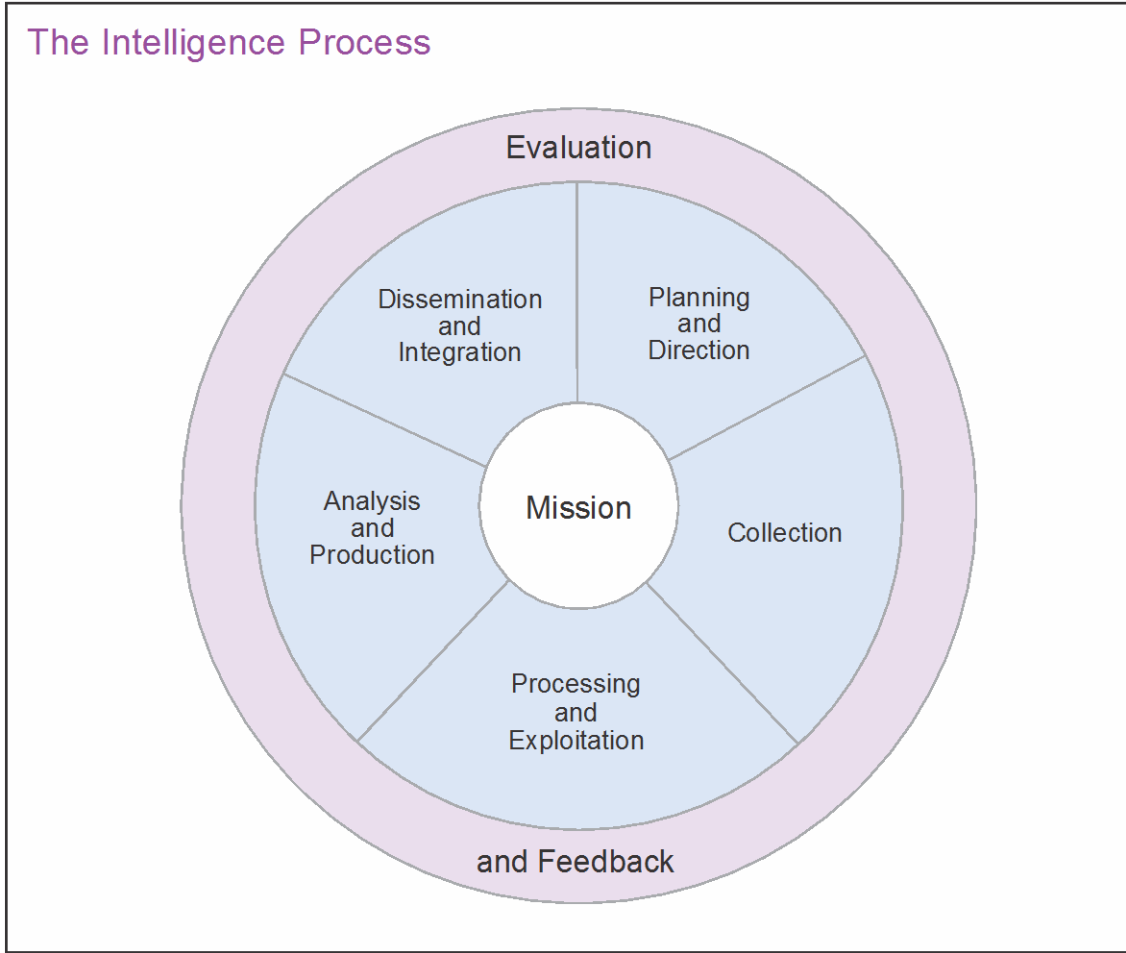 The Intelligence Process
Evaluation
Dissemination
and
Integration
Planning
and
Direction
Analysis
and
Production
Mission
Collection
Processing
and
Exploitation
and Feedback